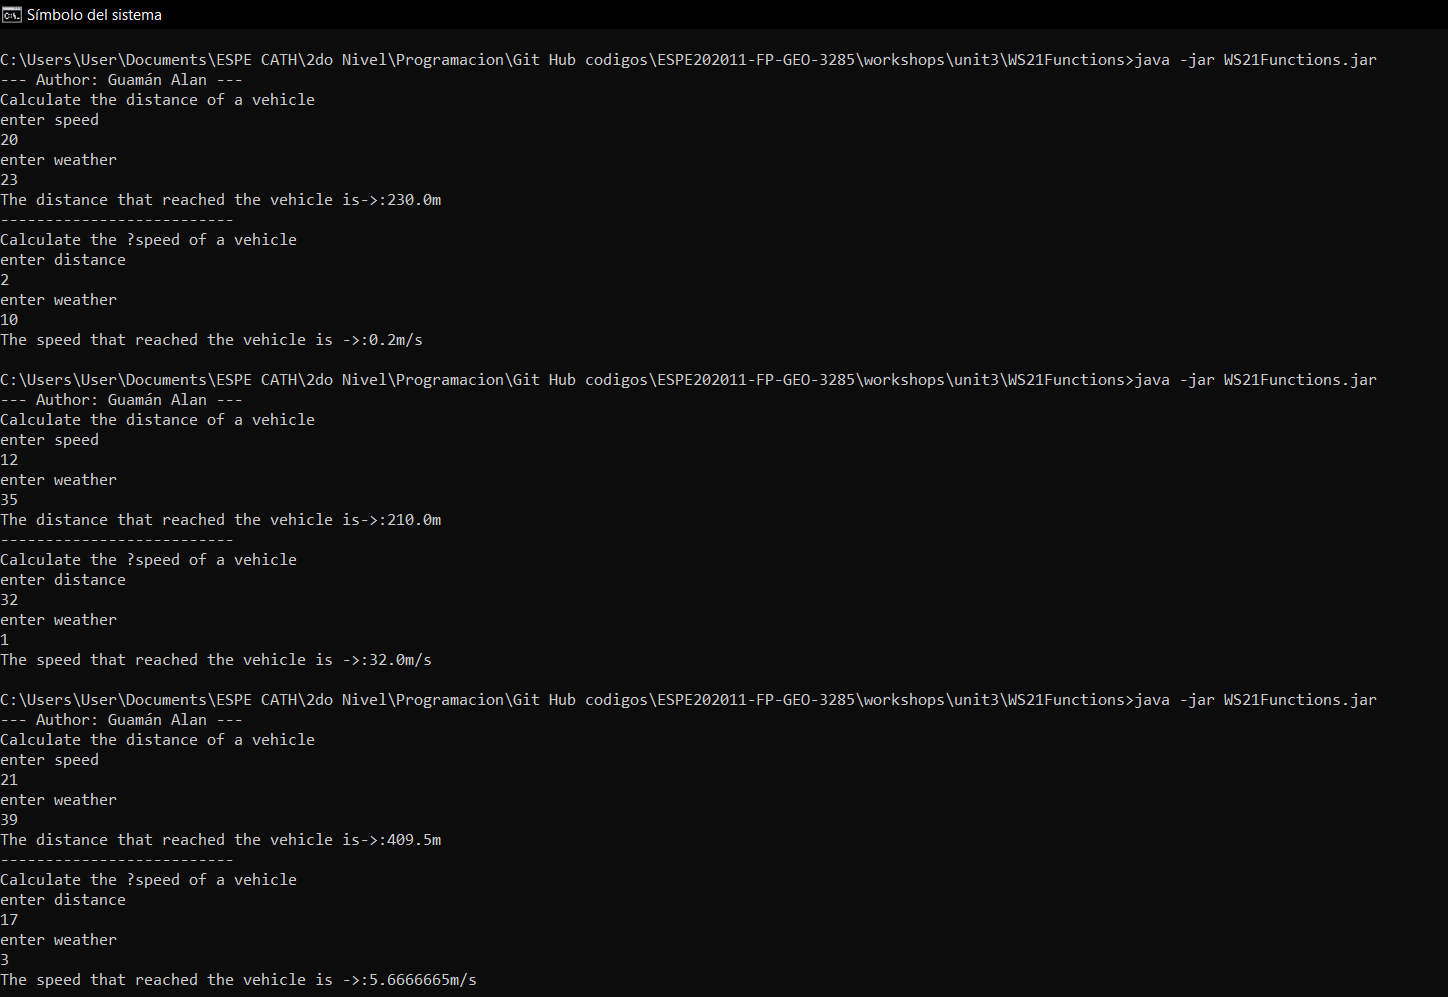 Símbolo del sistema
C:\Users\User\Documents\ESPE CATH\2do Nivel\Programacion\Git Hub codigos\ESPE202011-FP-GEO-3285\workshops\unit3\WS21Functions>java -jar WS21Functions.jar
--- Author: Guamán Alan ---
Calculate the distance of a vehicle
enter speed
20
enter weather
23
The distance that reached the vehicle is->:230.0m
--------------------------
Calculate the ?speed of a vehicle
enter distance
2
enter weather
10
The speed that reached the vehicle is ->:0.2m/s
C:\Users\User\Documents\ESPE CATH\2do Nivel\Programacion\Git Hub codigos\ESPE202011-FP-GEO-3285\workshops\unit3\WS21Functions>java -jar WS21Functions.jar
--- Author: Guamán Alan ---
Calculate the distance of a vehicle
enter speed
12
enter weather
35
The distance that reached the vehicle is->:210.0m
--------------------------
Calculate the ?speed of a vehicle
enter distance
32
enter weather
1
The speed that reached the vehicle is ->:32.0m/s
C:\Users\User\Documents\ESPE CATH\2do Nivel\Programacion\Git Hub codigos\ESPE202011-FP-GEO-3285\workshops\unit3\WS21Functions>java -jar WS21Functions.jar
--- Author: Guamán Alan ---
Calculate the distance of a vehicle
enter speed
21
enter weather
39
The distance that reached the vehicle is->:409.5m
--------------------------
Calculate the ?speed of a vehicle
enter distance
17
enter weather
3
The speed that reached the vehicle is ->:5.6666665m/s